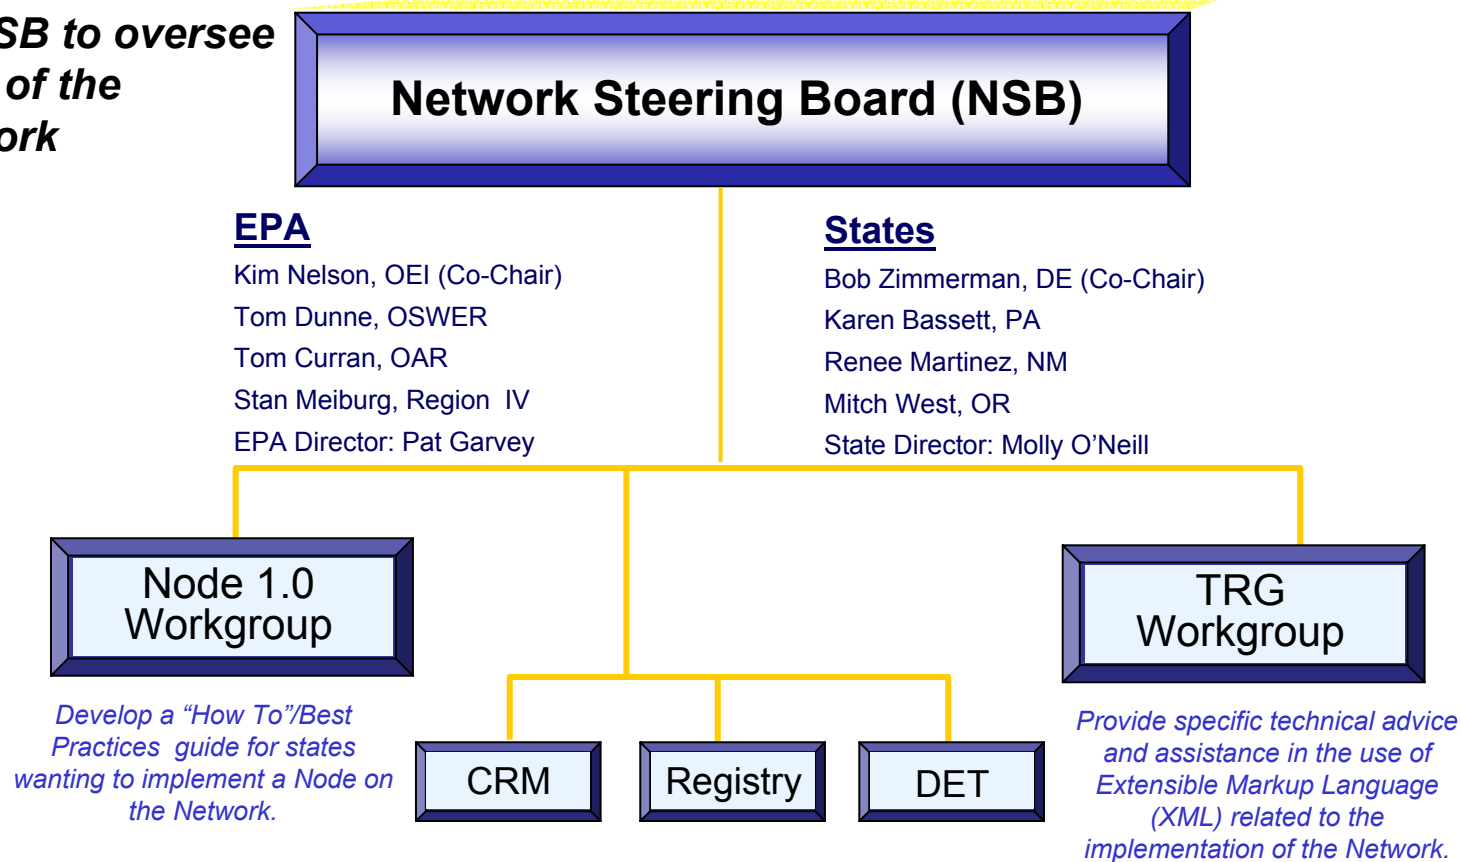 SB to oversee
of the
ork
Network Steering Board (NSB)
EPA
Kim Nelson, OEI (Co-Chair)
Tom Dunne, OSWER
Tom Curran, OAR
Stan Meiburg, Region IV
EPA Director: Pat Garvey
States
Bob Zimmerman, DE (Co-Chair)
Karen Bassett, PA
Renee Martinez, NM
Mitch West, OR
State Director: Molly O’Neill
Node 1.0
Workgroup
Develop a “How To”/Best
Practices guide for states
wanting to implement a Node on
the Network.
CRM
Registry
DET
TRG
Workgroup
Provide specific technical advice
and assistance in the use of
Extensible Markup Language
(XML) related to the
implementation of the Network.